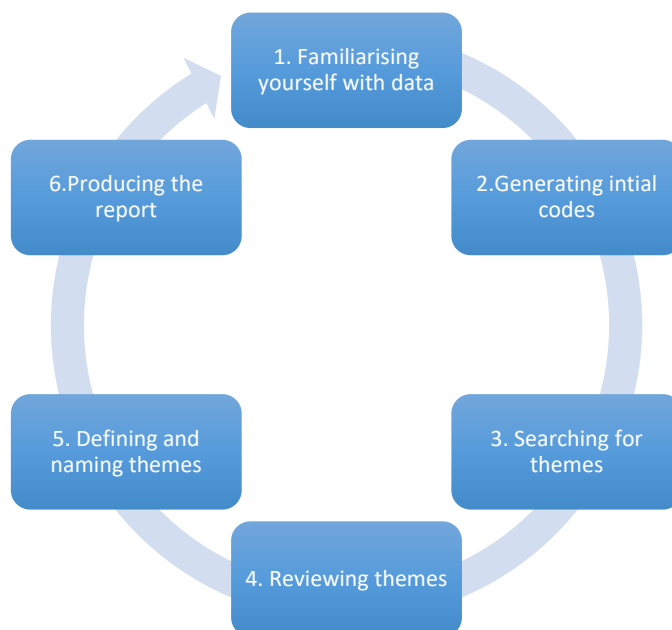 1. Familiarising
yourself with data
2.Generating intial
codes
3. Searching for
themes
4. Reviewing themes
5. Defining and
naming themes
6.Producing the
report